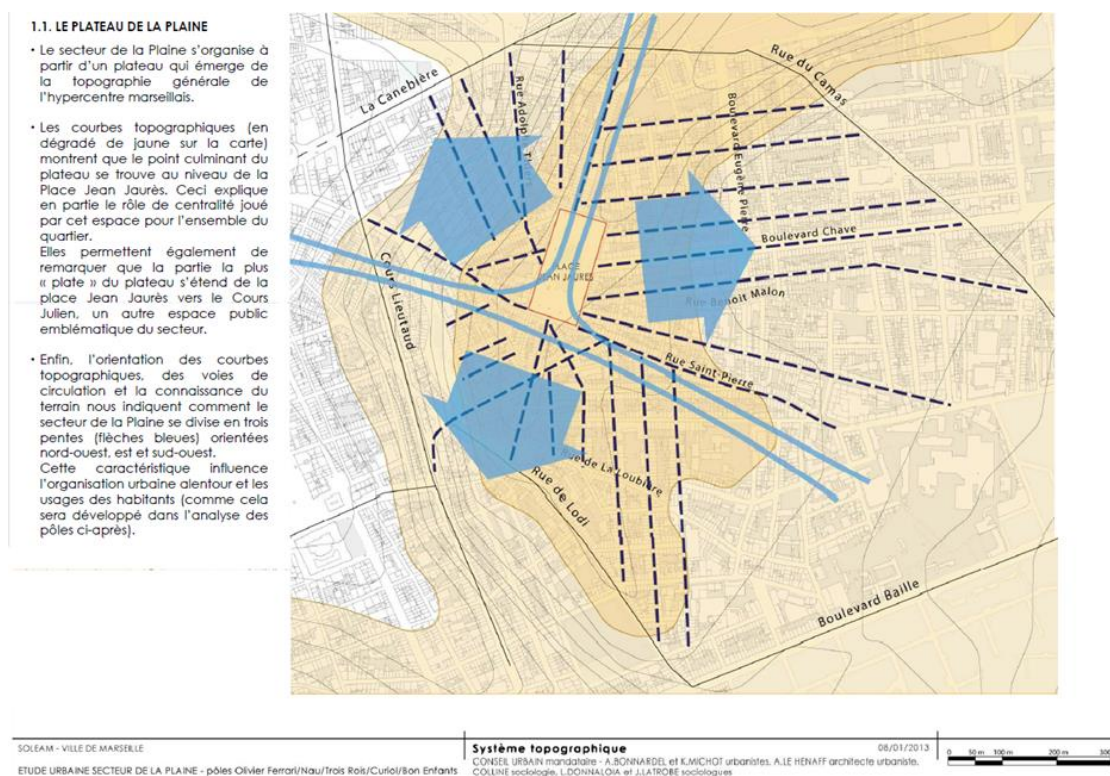 1.1. LE PLATEAU DE LA PLAINE
• Le secteur de la Plaine s'organise à
partir d'un plateau qui émerge de
la topographie générale de
l'hypercentre marseillais.
• Les courbes topographiques (en
dégradé de jaune sur la carte)
montrent que le point culminant du
plateau se trouve au niveau de la
Place Jean Jaurès. Ceci explique
en partie le rôle de centralité joué
par cet espace pour l'ensemble du
quartier.
Elles permettent également de
remarquer que la partie la plus
« plate » du plateau s'étend de la
place Jean Jaurès vers le Cours
Julien, un autre espace public
emblématique du secteur.
• Enfin, l'orientation des courbes
topographiques, des voies de
circulation et la connaissance du
terrain nous indiquent comment le
secteur de la Plaine se divise en trois
pentes (flèches bleues) orientées
nord-ouest, est et sud-ouest.
Cette caractéristique influence
l'organisation urbaine alentour et les
usages des habitants (comme cela
sera développé dans l'analyse des
pôles ci-après).
La Canebière
Rue du Camas
Boulevard Eugène Pierre
Boulevard Chave
JEAN JAURES
Cours Lieutaud
Rue Benoit Malon
Rue Saint-Pierre
Rue de La Loubière
Rue de Lodi
Boulevard Baille
SOLEAM - VILLE DE MARSEILLE
ETUDE URBAINE SECTEUR DE LA PLAINE - pôles Olivier Ferrari/Nau/Trois Rois/Curiol/Bon Enfants
Système topographique
08/01/2013
CONSEIL URBAIN mandataire - A.BONNARDEL et K.MICHOT urbanistes, A.LE HENAFF architecte urbaniste,
COLLINE sociologie, L.DONNALOIA et J.LATROBE sociologues
0 50 m 100 m 200 m